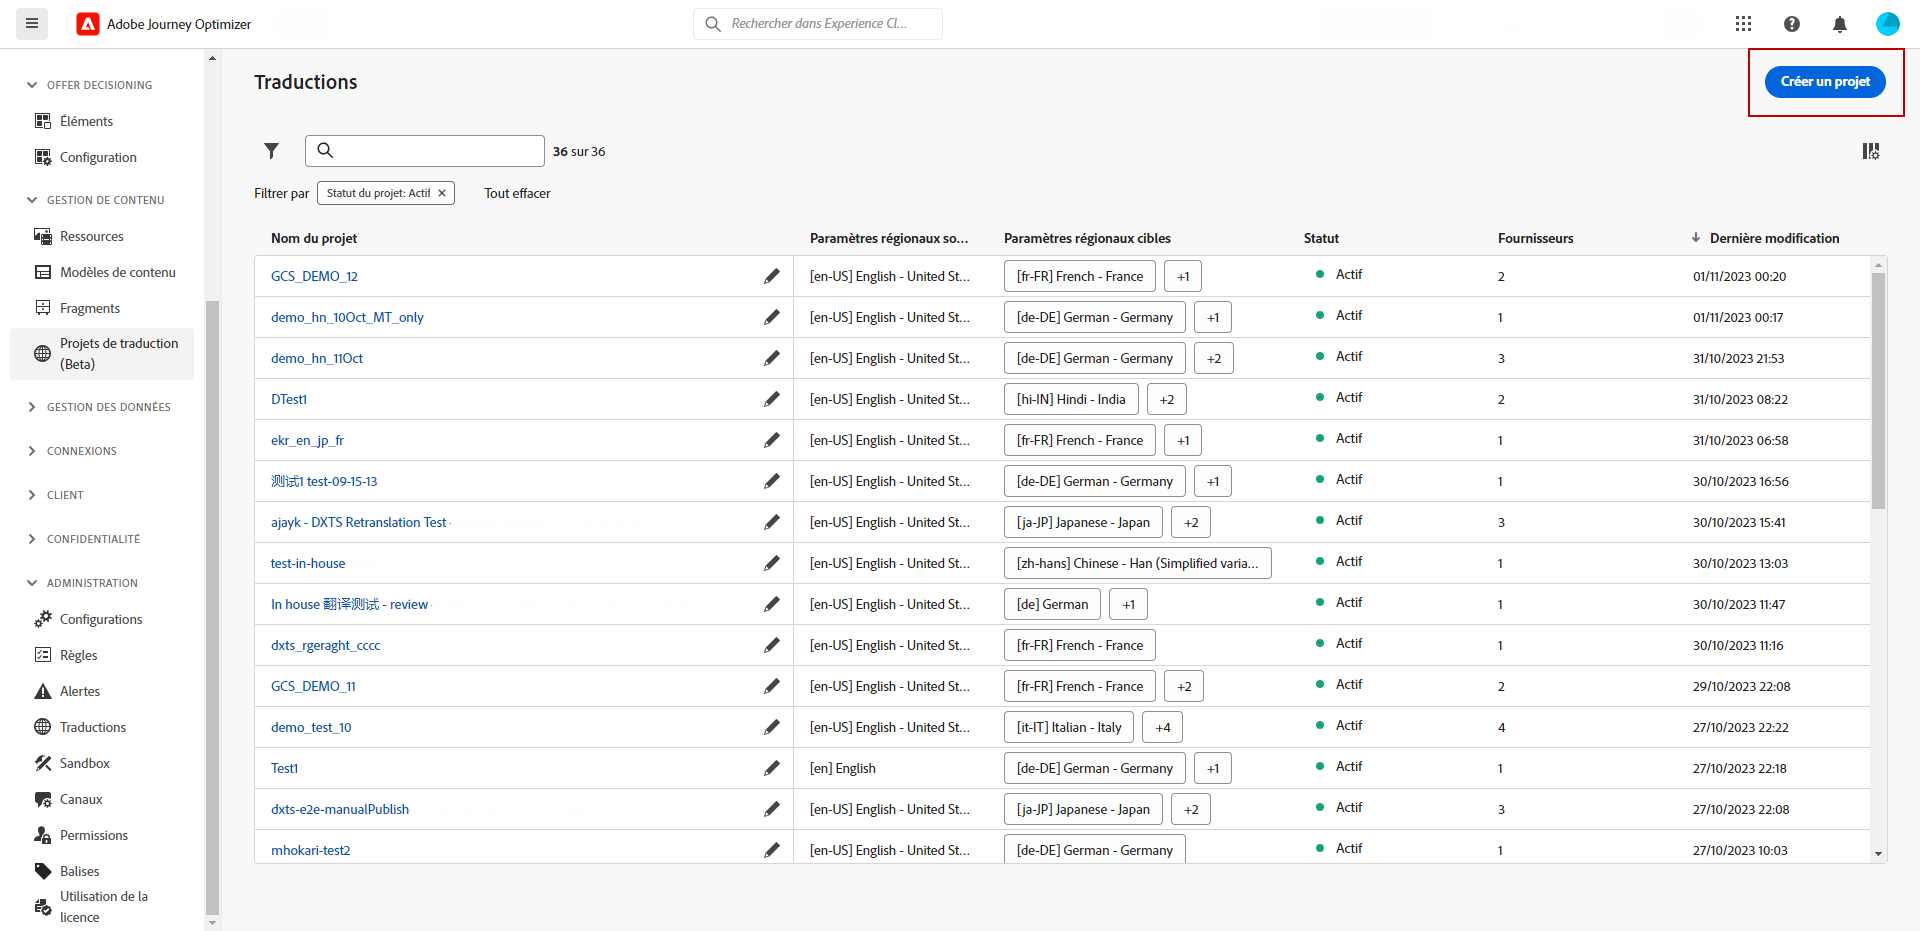 Adobe Journey Optimizer
Rechercher dans Experience Cl...
OFFER DECISIONING
Éléments
Configuration
GESTION DE CONTENU
Ressources
Modèles de contenu
Fragments
Projets de traduction
(Beta)
GESTION DES DONNÉES
CONNEXIONS
CLIENT
CONFIDENTIALITÉ
ADMINISTRATION
Configurations
Règles
Alertes
Traductions
Sandbox
Canaux
Permissions
Balises
Utilisation de la
licence
Traductions
Créer un projet
36 sur 36
Filtrer par Statut du projet: Actif Tout effacer
Nom du projet Paramètres régionaux so... Paramètres régionaux cibles Statut Fournisseurs Dernière modification
GCS_DEMO_12 [en-US] English - United St... [fr-FR] French - France +1 Actif 2 01/11/2023 00:20
demo_hn_10Oct_MT_only [en-US] English - United St... [de-DE] German - Germany +1 Actif 1 01/11/2023 00:17
demo_hn_11Oct [en-US] English - United St... [de-DE] German - Germany +2 Actif 3 31/10/2023 21:53
DTest1 [en-US] English - United St... [hi-IN] Hindi - India +2 Actif 2 31/10/2023 08:22
ekr_en_jp_fr [en-US] English - United St... [fr-FR] French - France +1 Actif 1 31/10/2023 06:58
测试1 test-09-15-13 [en-US] English - United St... [de-DE] German - Germany +1 Actif 1 30/10/2023 16:56
ajayk - DXTS Retranslation Test - [en-US] English - United St... [ja-JP] Japanese - Japan +2 Actif 3 30/10/2023 15:41
test-in-house [en-US] English - United St... [zh-hans] Chinese - Han (Simplified varia... Actif 1 30/10/2023 13:03
In house 翻译测试 - review [en-US] English - United St... [de] German +1 Actif 1 30/10/2023 11:47
dxts_rgeraght_cccc [en-US] English - United St... [fr-FR] French - France Actif 1 30/10/2023 11:16
GCS_DEMO_11 [en-US] English - United St... [fr-FR] French - France +2 Actif 2 29/10/2023 22:08
demo_test_10 [en-US] English - United St... [it-IT] Italian - Italy +4 Actif 4 27/10/2023 22:22
Test1 [en] English [de-DE] German - Germany +1 Actif 1 27/10/2023 22:18
dxts-e2e-manualPublish [en-US] English - United St... [ja-JP] Japanese - Japan +2 Actif 3 27/10/2023 22:08
mhokari-test2 [en-US] English - United St... [de-DE] German - Germany Actif 1 27/10/2023 10:03